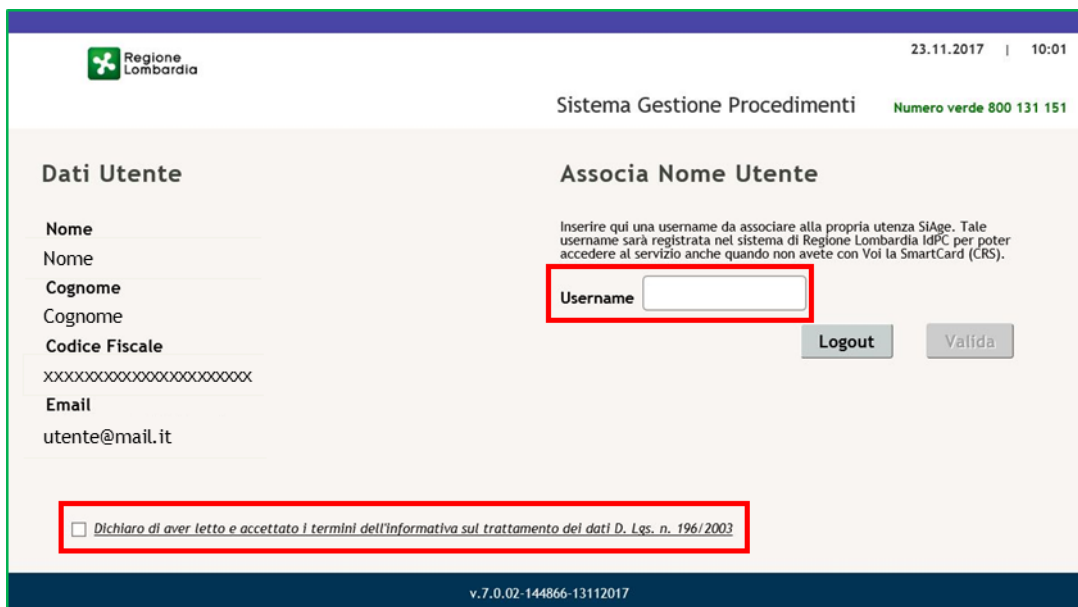 Regione
Lombardia
23.11.2017 | 10:01
Sistema Gestione Procedimenti
Numero verde 800 131 151
Dati Utente
Nome
Nome
Cognome
Cognome
Codice Fiscale
XXXXXXXXXXXXXXXXXXXXXX
Email
utente@mail.it
Associa Nome Utente
Inserire qui una username da associare alla propria utenza SiAge. Tale
username sarà registrata nel sistema di Regione Lombardia IdPC per poter
accedere al servizio anche quando non avete con Voi la SmartCard (CRS).
Username
Logout
Valida
Dichiaro di aver letto e accettato i termini dell'informativa sul trattamento dei dati D. Lgs. n. 196/2003
v.7.0.02-144866-13112017